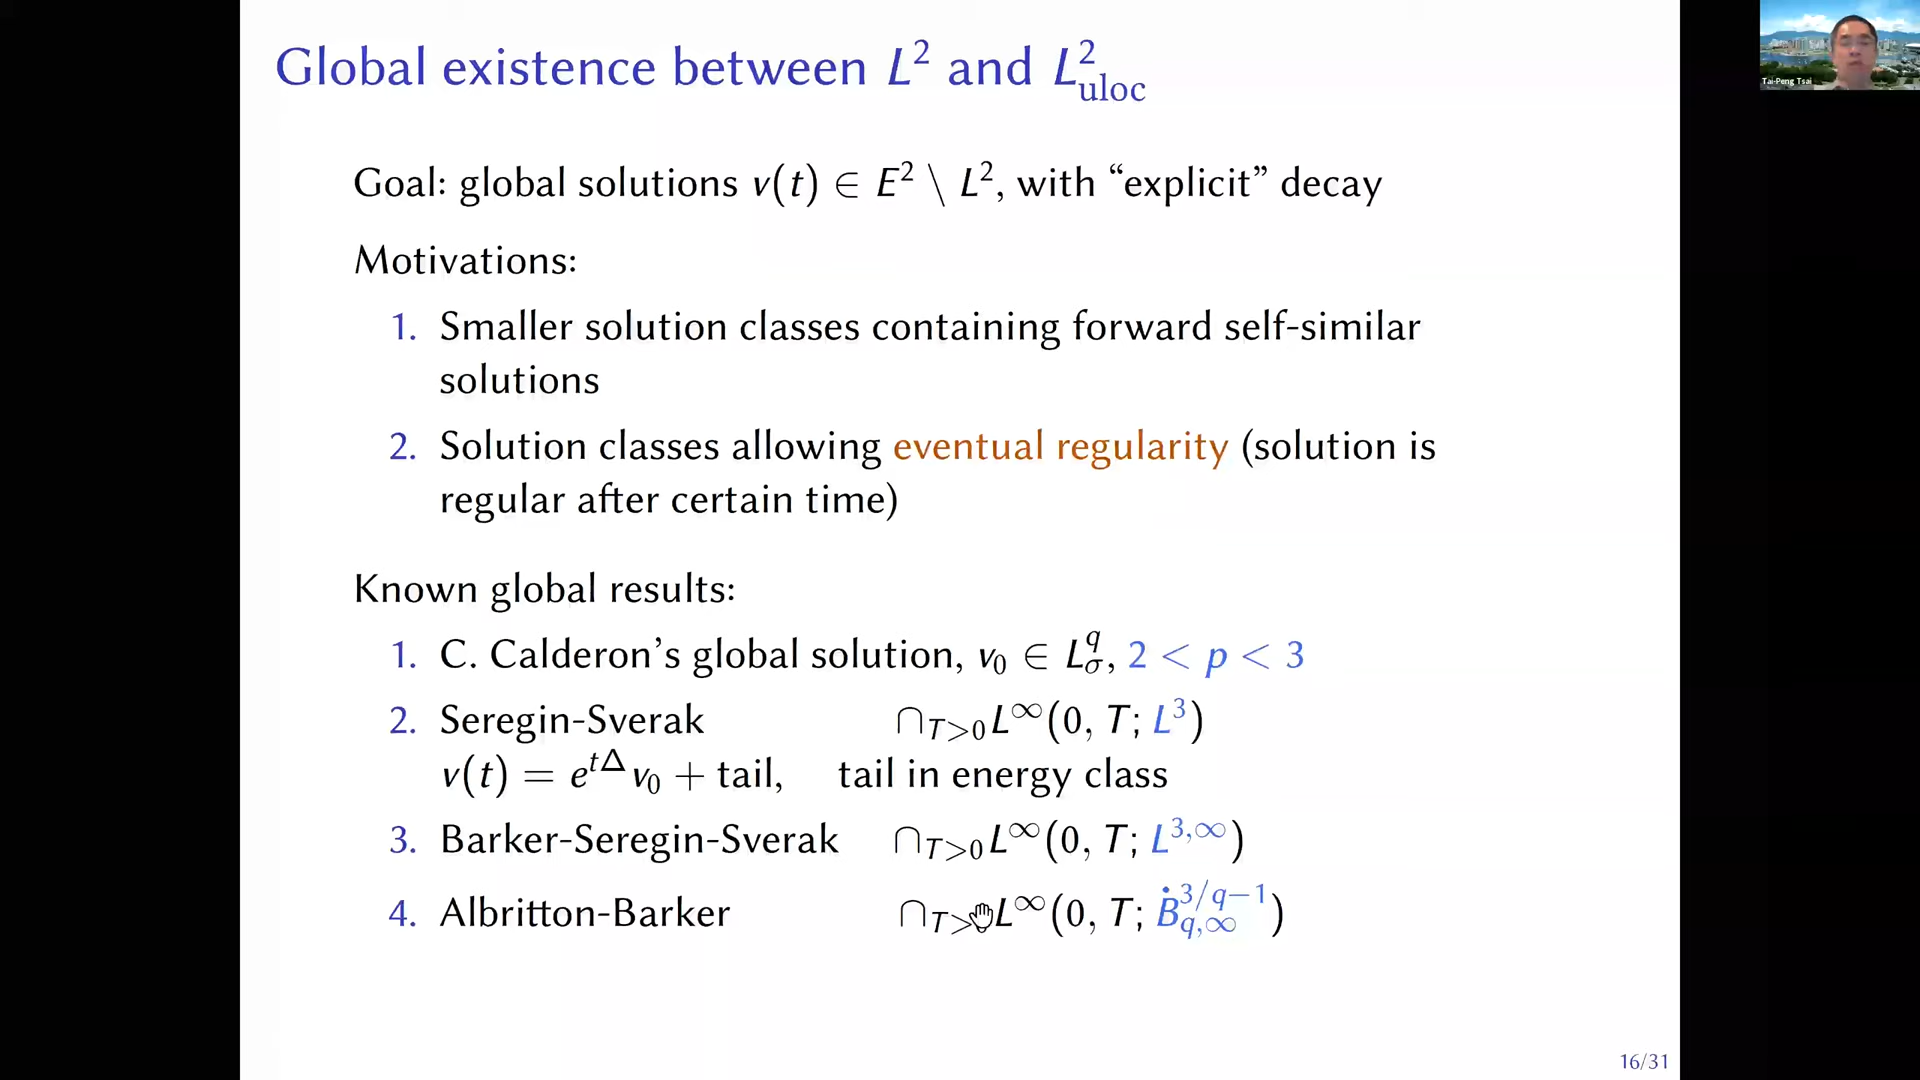 Global existence between L² and L²_uloc
Tai-Peng Tsai
Goal: global solutions v(t) ∈ E² \ L², with “explicit” decay
Motivations:
1. Smaller solution classes containing forward self-similar
solutions
2. Solution classes allowing eventual regularity (solution is
regular after certain time)
Known global results:
1. C. Calderon’s global solution, v₀ ∈ L^q_σ, 2 < p < 3
2. Seregin-Sverak ∩_{T>0} L^∞(0, T; L³)
v(t) = e^{tΔ} v₀ + tail, tail in energy class
3. Barker-Seregin-Sverak ∩_{T>0} L^∞(0, T; L^{3,∞})
4. Albritton-Barker ∩_{T>} L^∞(0, T; Ḃ^{3/q−1}_{q,∞})
16/31